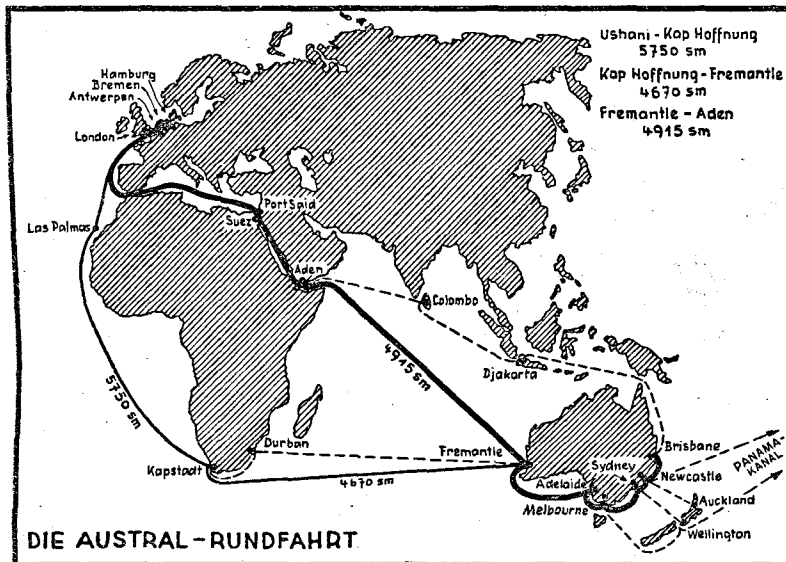 Ushani - Kap Hoffnung
5750 sm
Kap Hoffnung - Fremantle
4670 sm
Fremantle - Aden
4915 sm
Hamburg
Bremen
Antwerpen
London
Port Said
Suez
Las Palmas
Aden
Colombo
4915 sm
Djakarta
5750 sm
Durban
Fremantle
Brisbane
PANAMA-
KANAL
Kapstadt
4670 sm
Sydney
Newcastle
Adelaide
Auckland
Melbourne
Wellington
DIE AUSTRAL-RUNDFAHRT